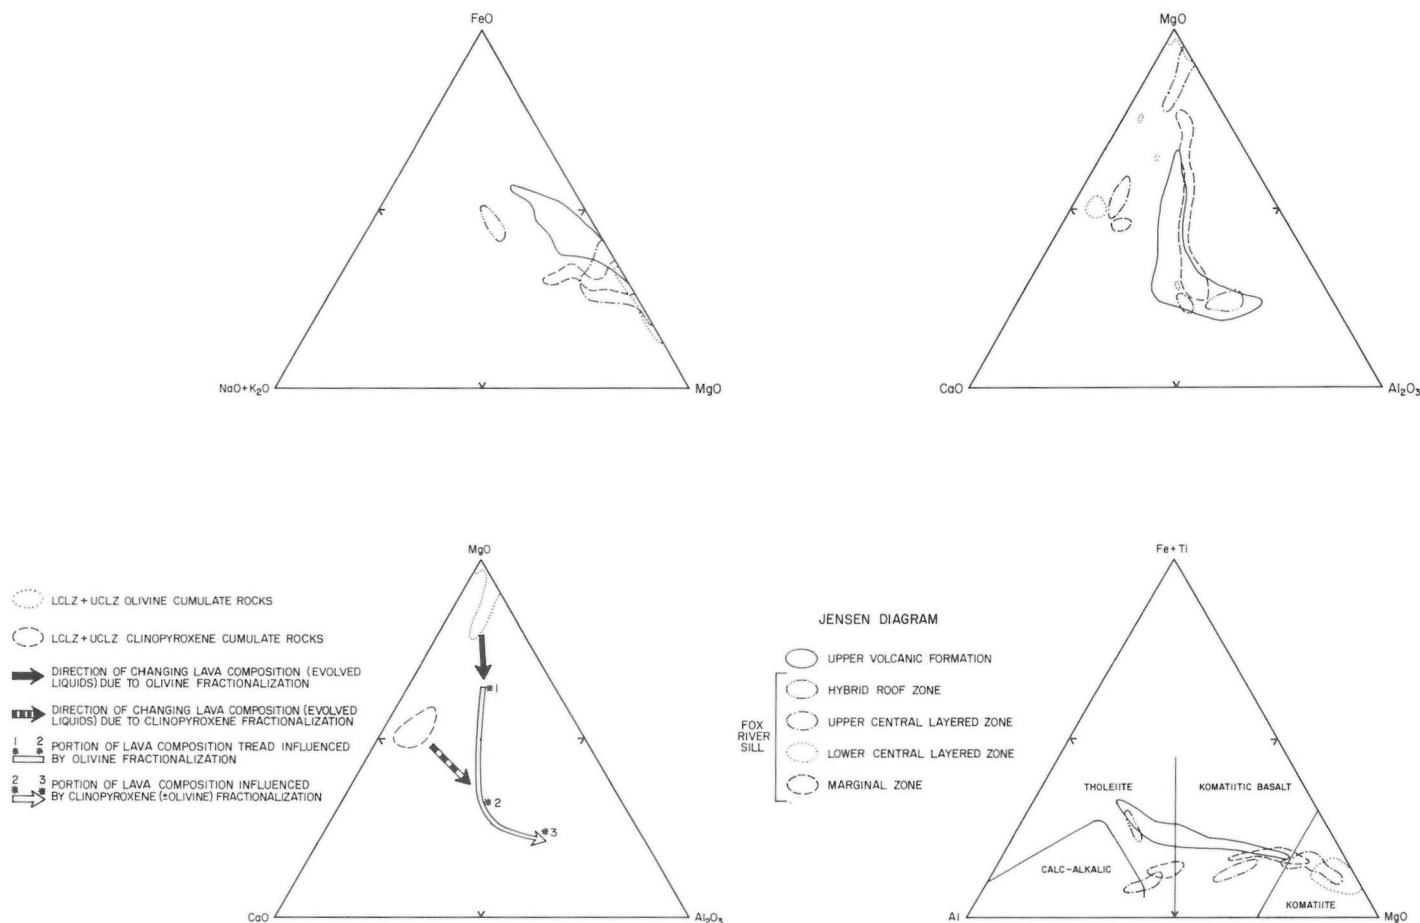 FeO
NaO+K₂O
MgO
MgO
CaO
Al₂O₃
MgO
CaO
Al₂O₃
LCLZ + UCLZ OLIVINE CUMULATE ROCKS
LCLZ + UCLZ CLINOPYROXENE CUMULATE ROCKS
DIRECTION OF CHANGING LAVA COMPOSITION (EVOLVED
LIQUIDS) DUE TO OLIVINE FRACTIONALIZATION
DIRECTION OF CHANGING LAVA COMPOSITION (EVOLVED
LIQUIDS) DUE TO CLINOPYROXENE FRACTIONALIZATION
1 2
* *
PORTION OF LAVA COMPOSITION TREAD INFLUENCED
BY OLIVINE FRACTIONALIZATION
2 3
* *
PORTION OF LAVA COMPOSITION INFLUENCED
BY CLINOPYROXENE (±OLIVINE) FRACTIONALIZATION
*1
*2
*3
Fe+Ti
JENSEN DIAGRAM
UPPER VOLCANIC FORMATION
HYBRID ROOF ZONE
UPPER CENTRAL LAYERED ZONE
LOWER CENTRAL LAYERED ZONE
MARGINAL ZONE
FOX
RIVER
SILL
THOLEIITE
KOMATIITIC BASALT
CALC-ALKALIC
KOMATIITE
Al
MgO